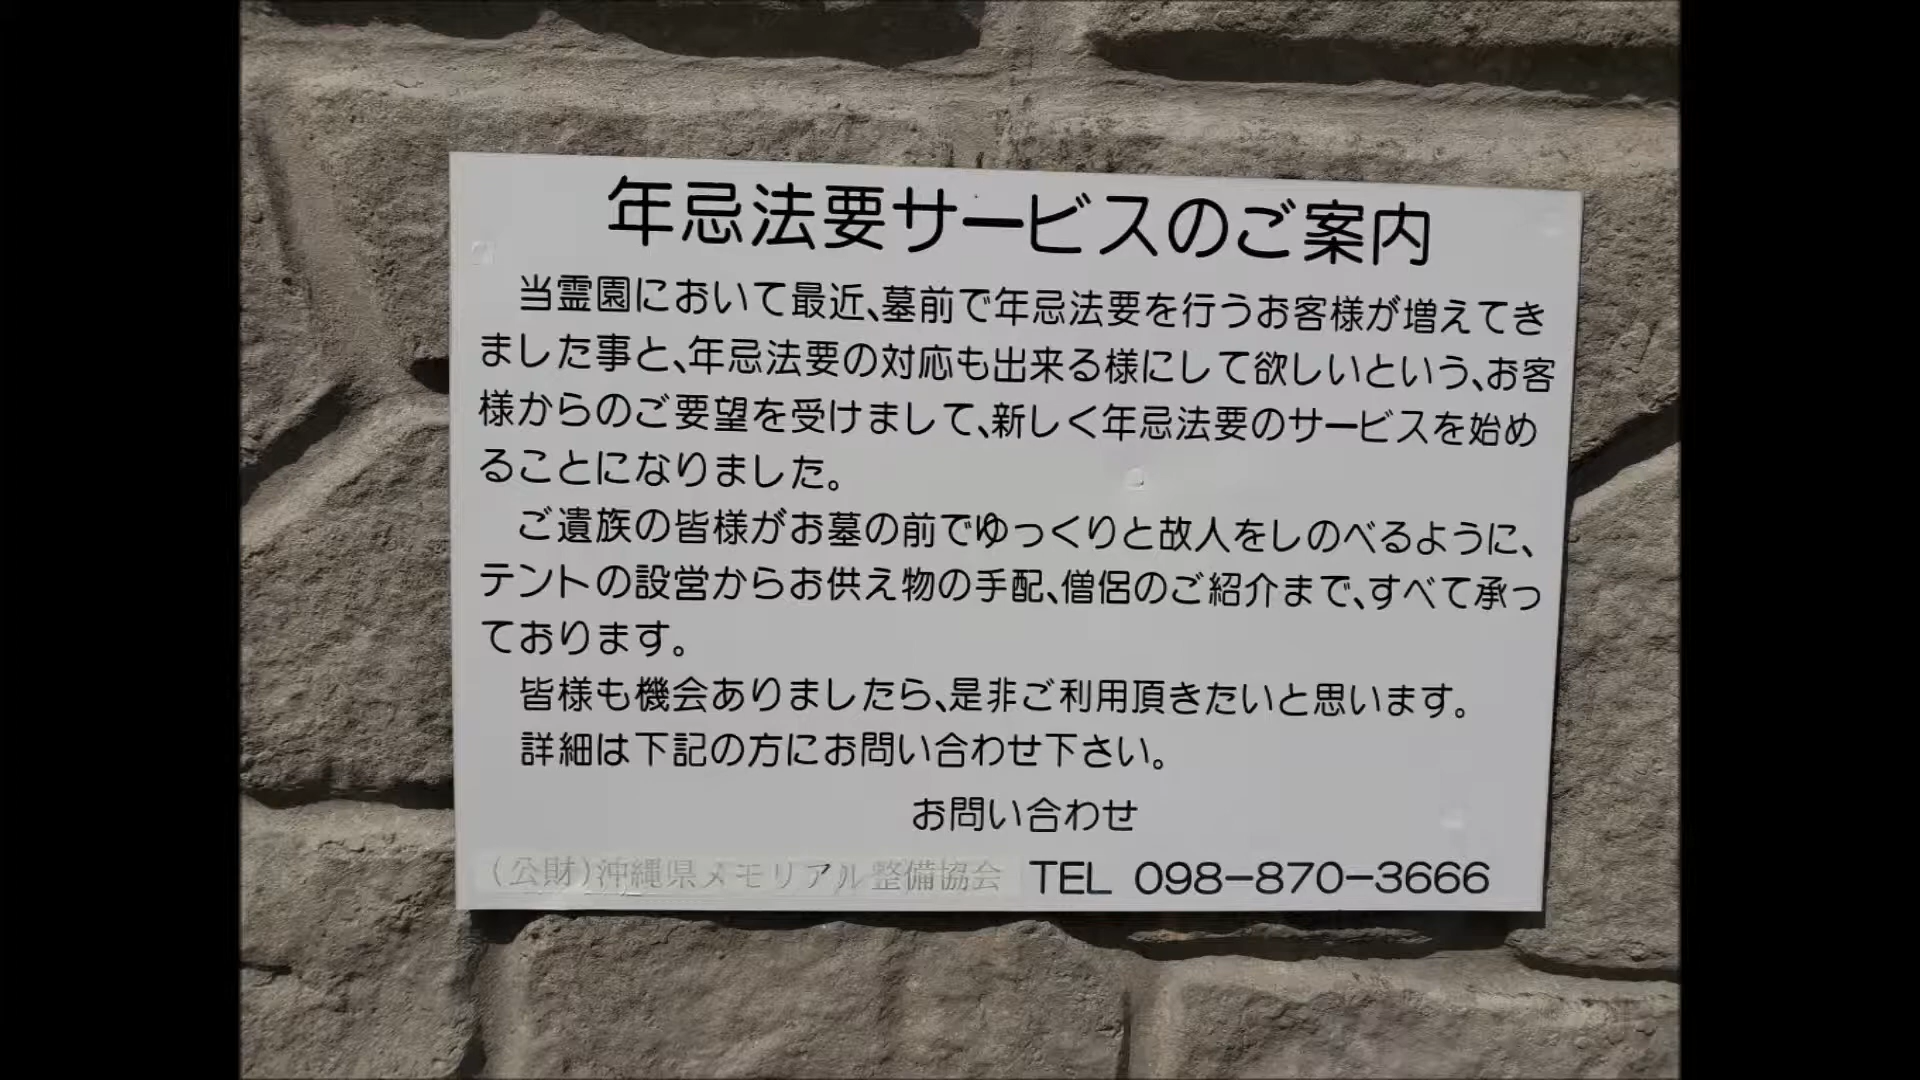 年忌法要サービスのご案内
当霊園において最近、墓前で年忌法要を行うお客様が増えてき
ました事と、年忌法要の対応も出来る様にして欲しいという、お客
様からのご要望を受けまして、新しく年忌法要のサービスを始め
ることになりました。
ご遺族の皆様がお墓の前でゆっくりと故人をしのべるように、
テントの設営からお供え物の手配、僧侶のご紹介まで、すべて承っ
ております。
皆様も機会ありましたら、是非ご利用頂きたいと思います。
詳細は下記の方にお問い合わせ下さい。
お問い合わせ
(公財)沖縄県メモリアル整備協会 TEL 098-870-3666